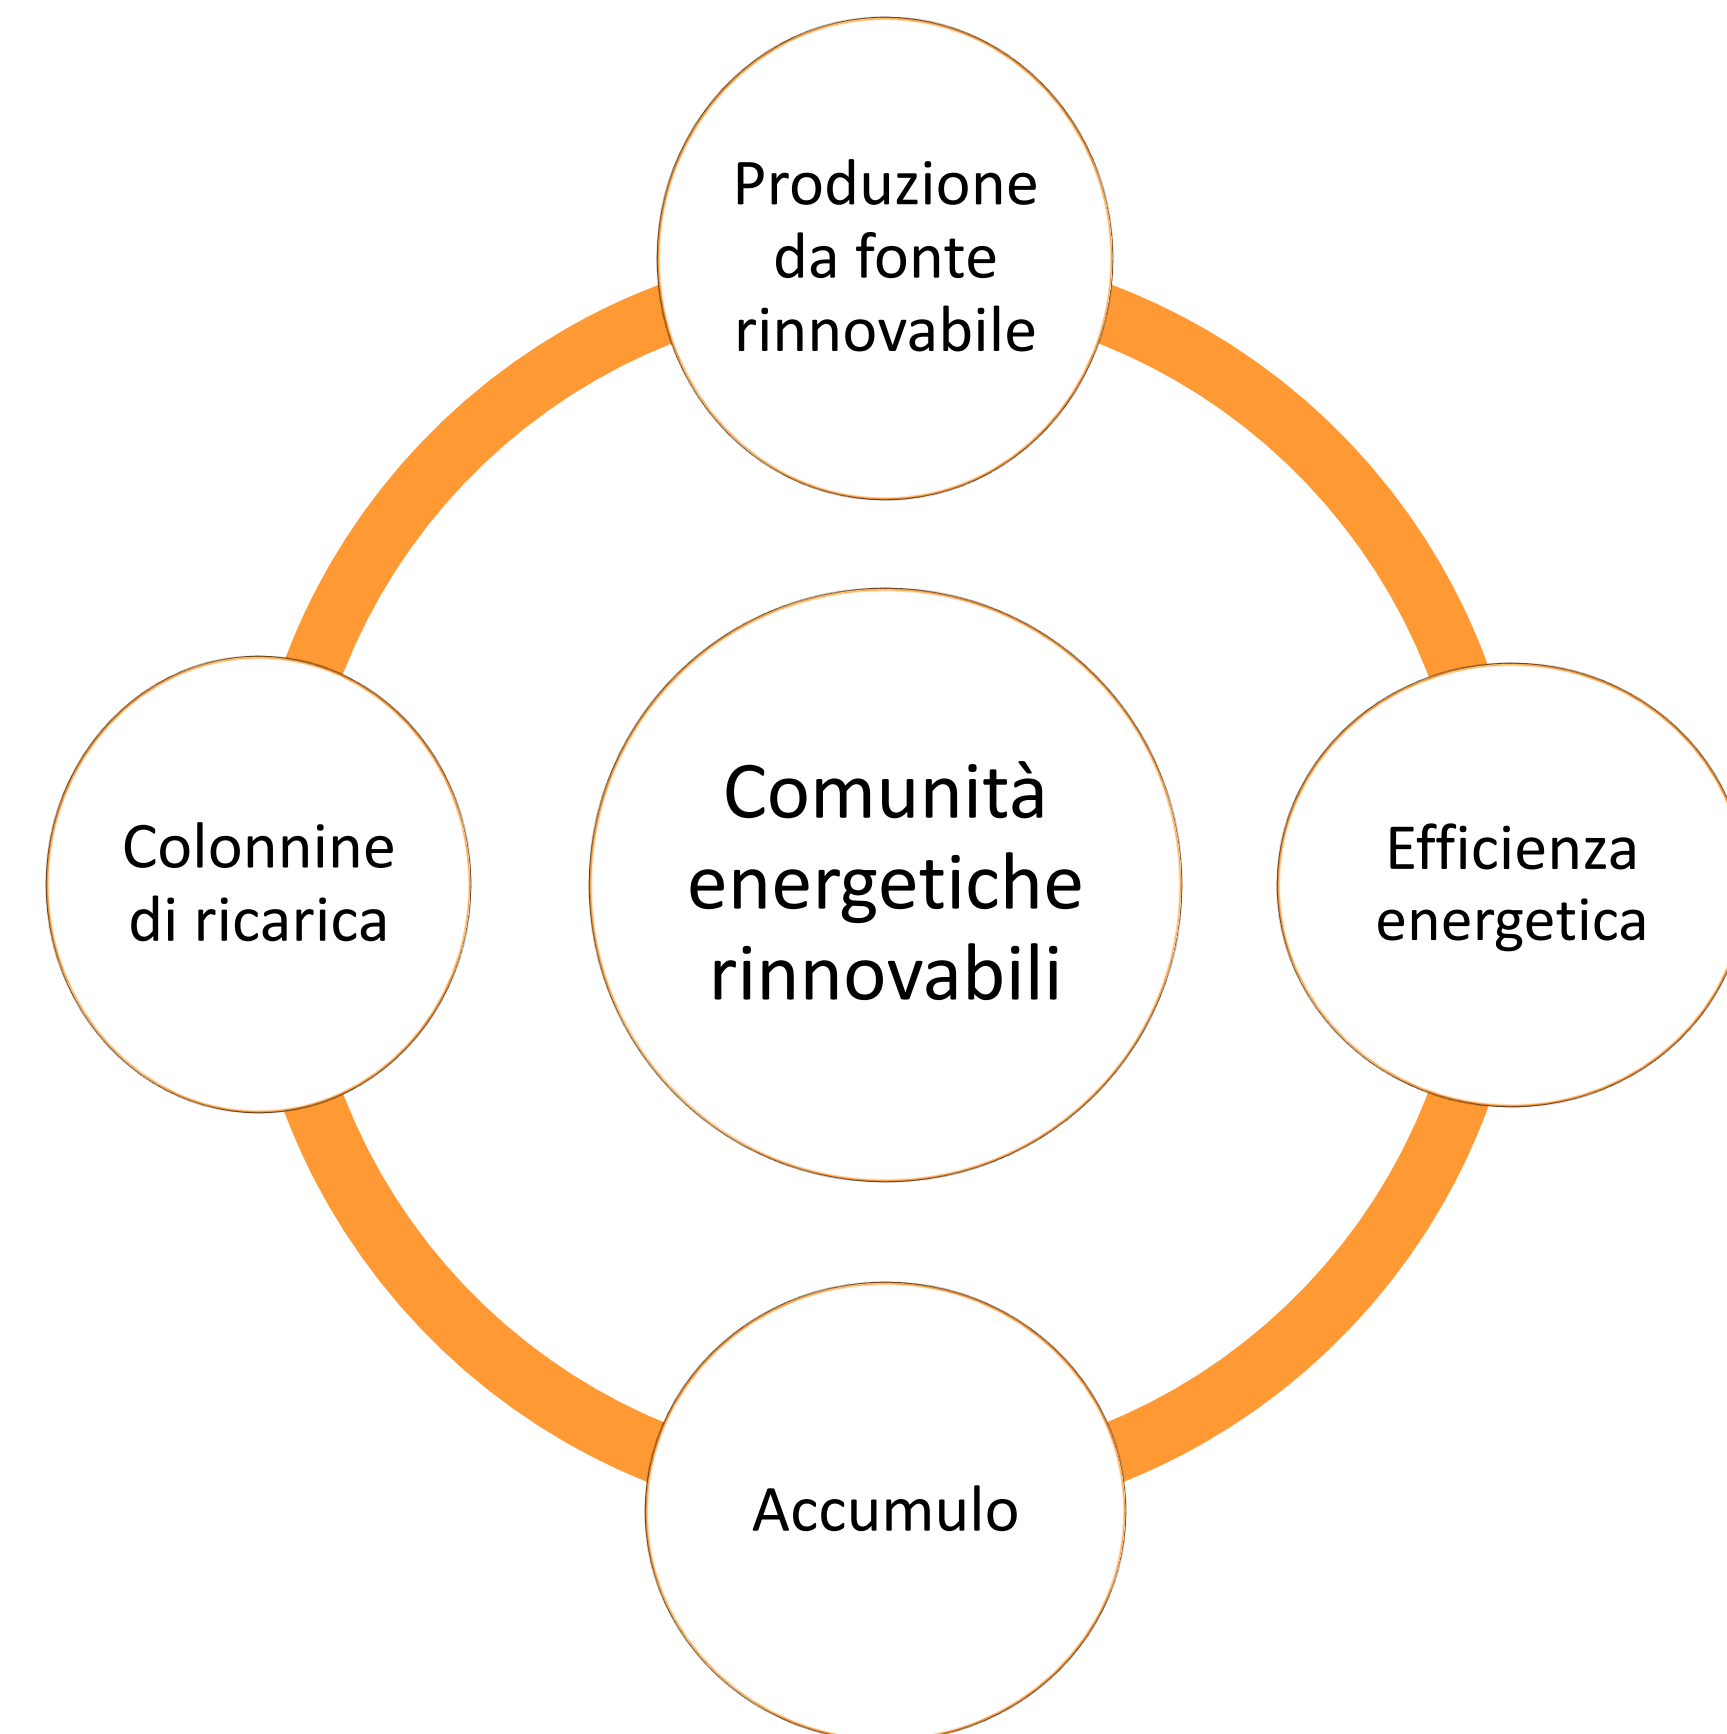 Produzione
da fonte
rinnovabile
Colonnine
di ricarica
Comunità
energetiche
rinnovabili
Efficienza
energetica
Accumulo